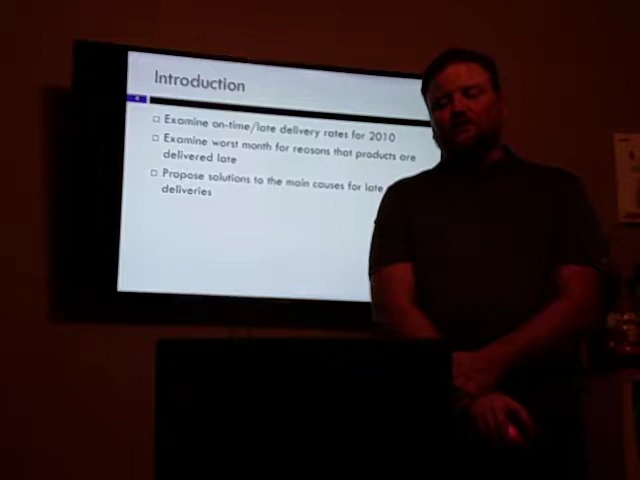 Introduction
□ Examine on-time/late delivery rates for 2010
□ Examine worst month for reasons that products are
delivered late
□ Propose solutions to the main causes for late
deliveries